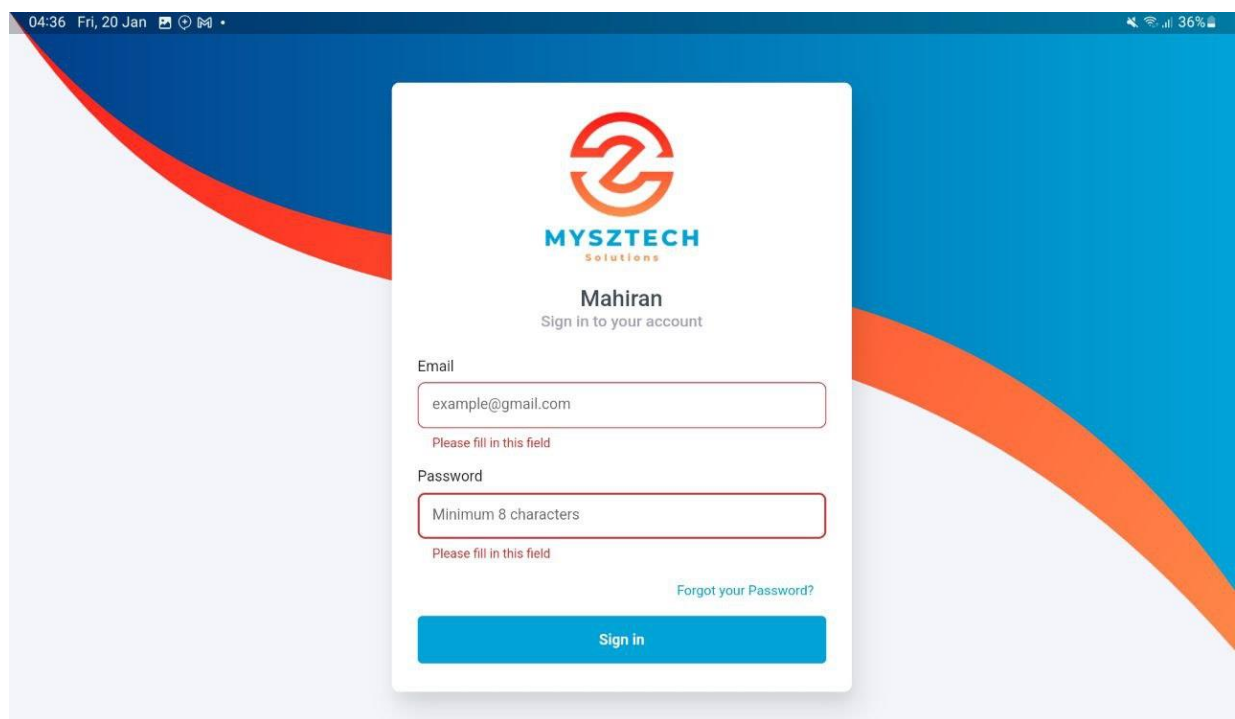 04:36 Fri, 20 Jan
36%
MYSZTECH
Solutions
Mahiran
Sign in to your account
Email
example@gmail.com
Please fill in this field
Password
Minimum 8 characters
Please fill in this field
Forgot your Password?
Sign in